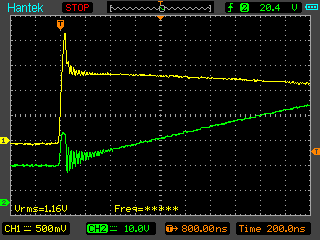 Hantek STOP T 2 20.4 V
T
1
T
2
Vrms=1.16V Freq=*****
CH1 500mV CH2 10.0V T 800.00ns Time 200.0ns